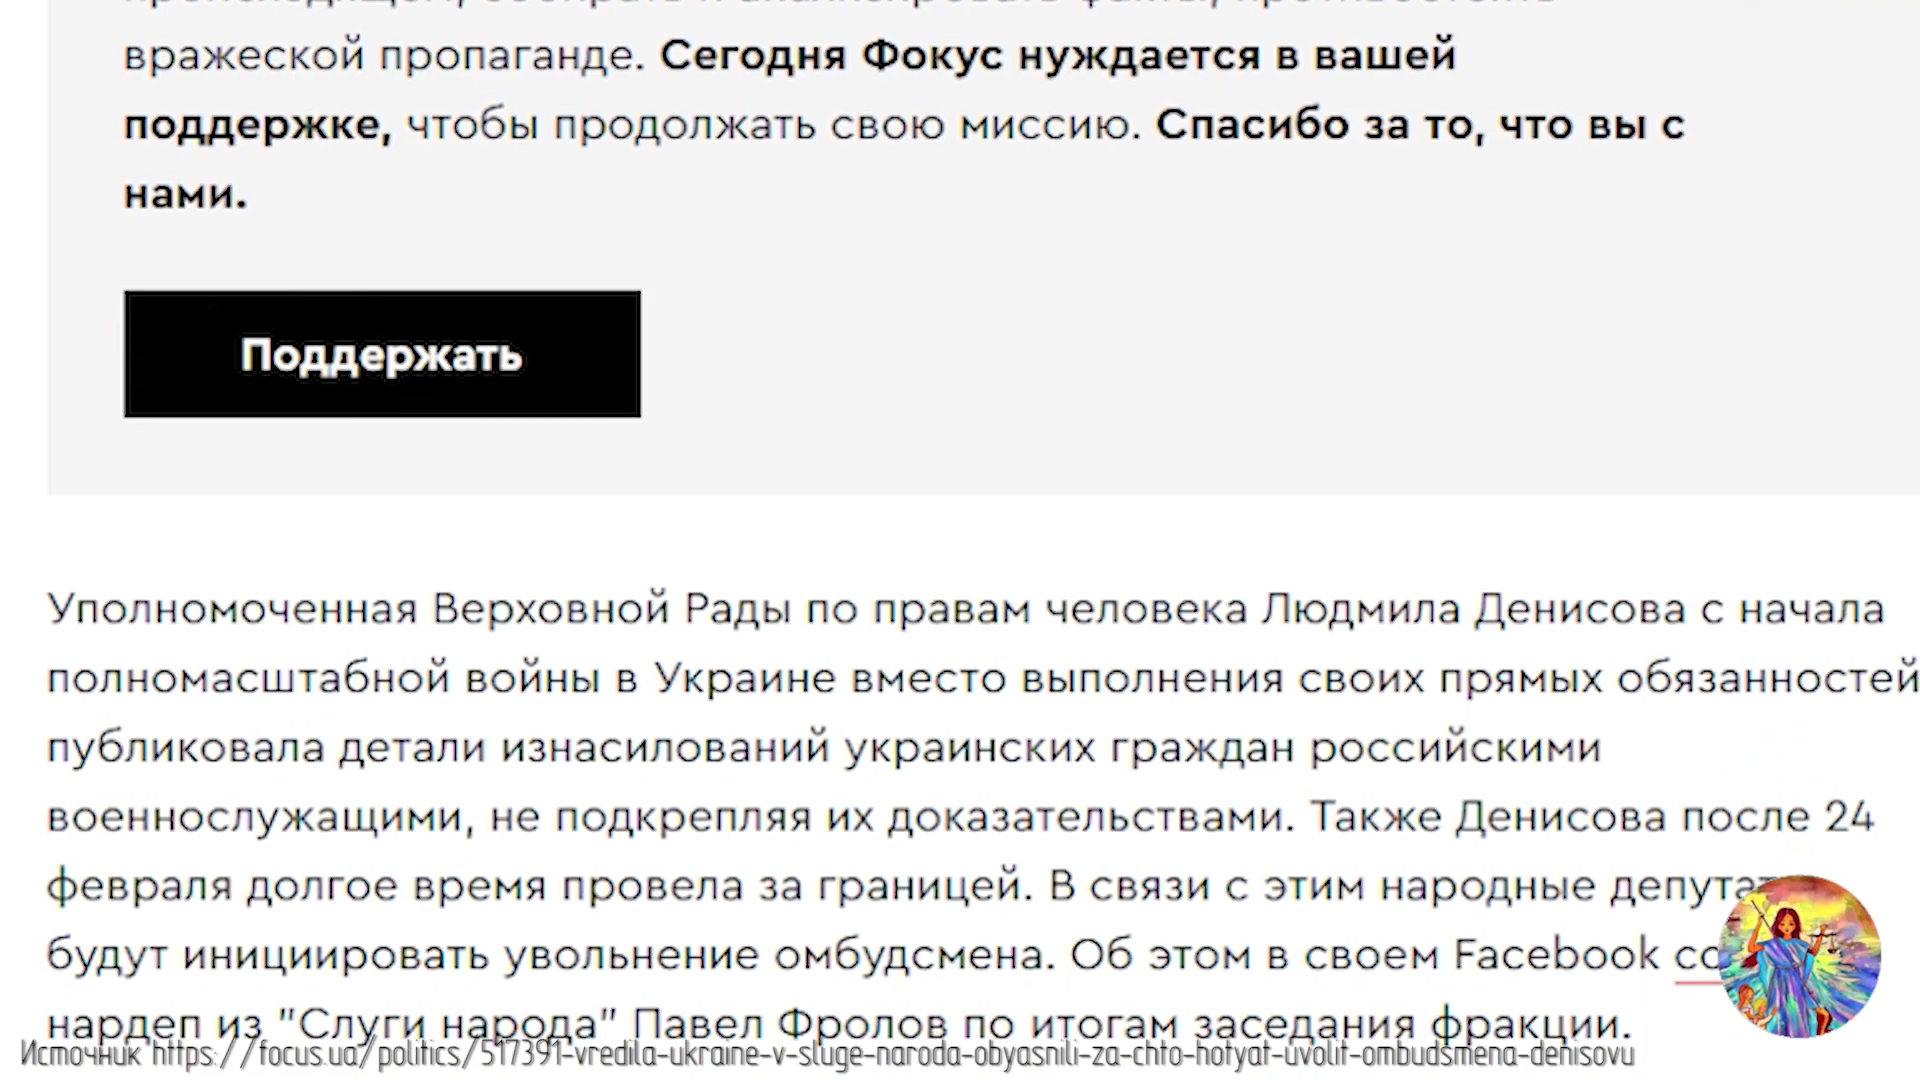 вражеской пропаганде. Сегодня Фокус нуждается в вашей
поддержке, чтобы продолжать свою миссию. Спасибо за то, что вы с
нами.
Поддержать
Уполномоченная Верховной Рады по правам человека Людмила Денисова с начала
полномасштабной войны в Украине вместо выполнения своих прямых обязанностей
публиковала детали изнасилований украинских граждан российскими
военнослужащими, не подкрепляя их доказательствами. Также Денисова после 24
февраля долгое время провела за границей. В связи с этим народные
будут инициировать увольнение омбудсмена. Об этом в своем Facebook
нардеп из "Слуги народа" Павел Фролов по итогам заседания фракции.
Источник https://focus.ua/politics/517391-vredila-ukraine-v-sluge-naroda-obyasnili-za-chto-hotyat-uvolit-ombudsmena-denisovu